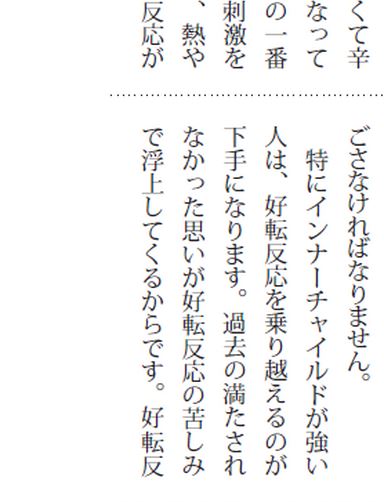 くて辛
なって
の一番
刺激を
、熱や
反応が
ごさなければなりません。
特にインナーチャイルドが強い
人は、好転反応を乗り越えるのが
下手になります。過去の満たされ
なかった思いが好転反応の苦しみ
で浮上してくるからです。好転反